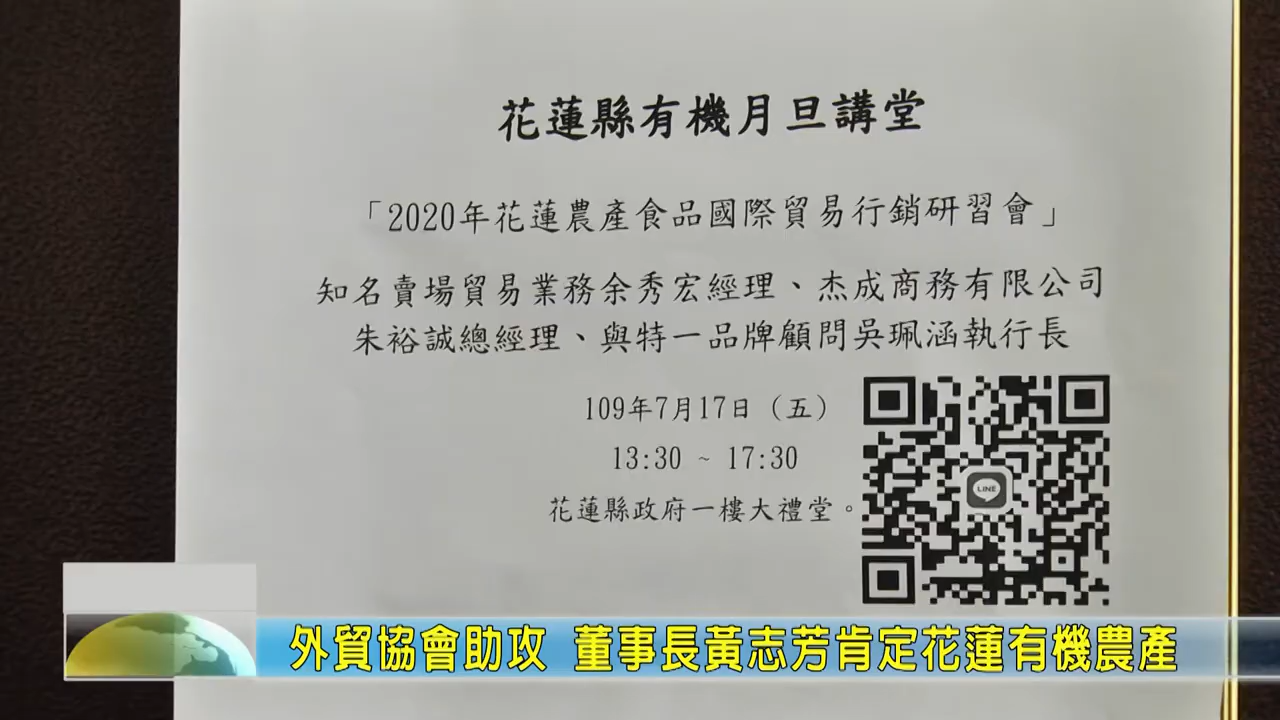 花蓮縣有機月旦講堂
「2020年花蓮農產食品國際貿易行銷研習會」
知名賣場貿易業務余秀宏經理、杰成商務有限公司
朱裕誠總經理、與特一品牌顧問吳珮涵執行長
109年7月17日（五）
13:30 ~ 17:30
LINE
花蓮縣政府一樓大禮堂。
外貿協會助攻 董事長黃志芳肯定花蓮有機農產